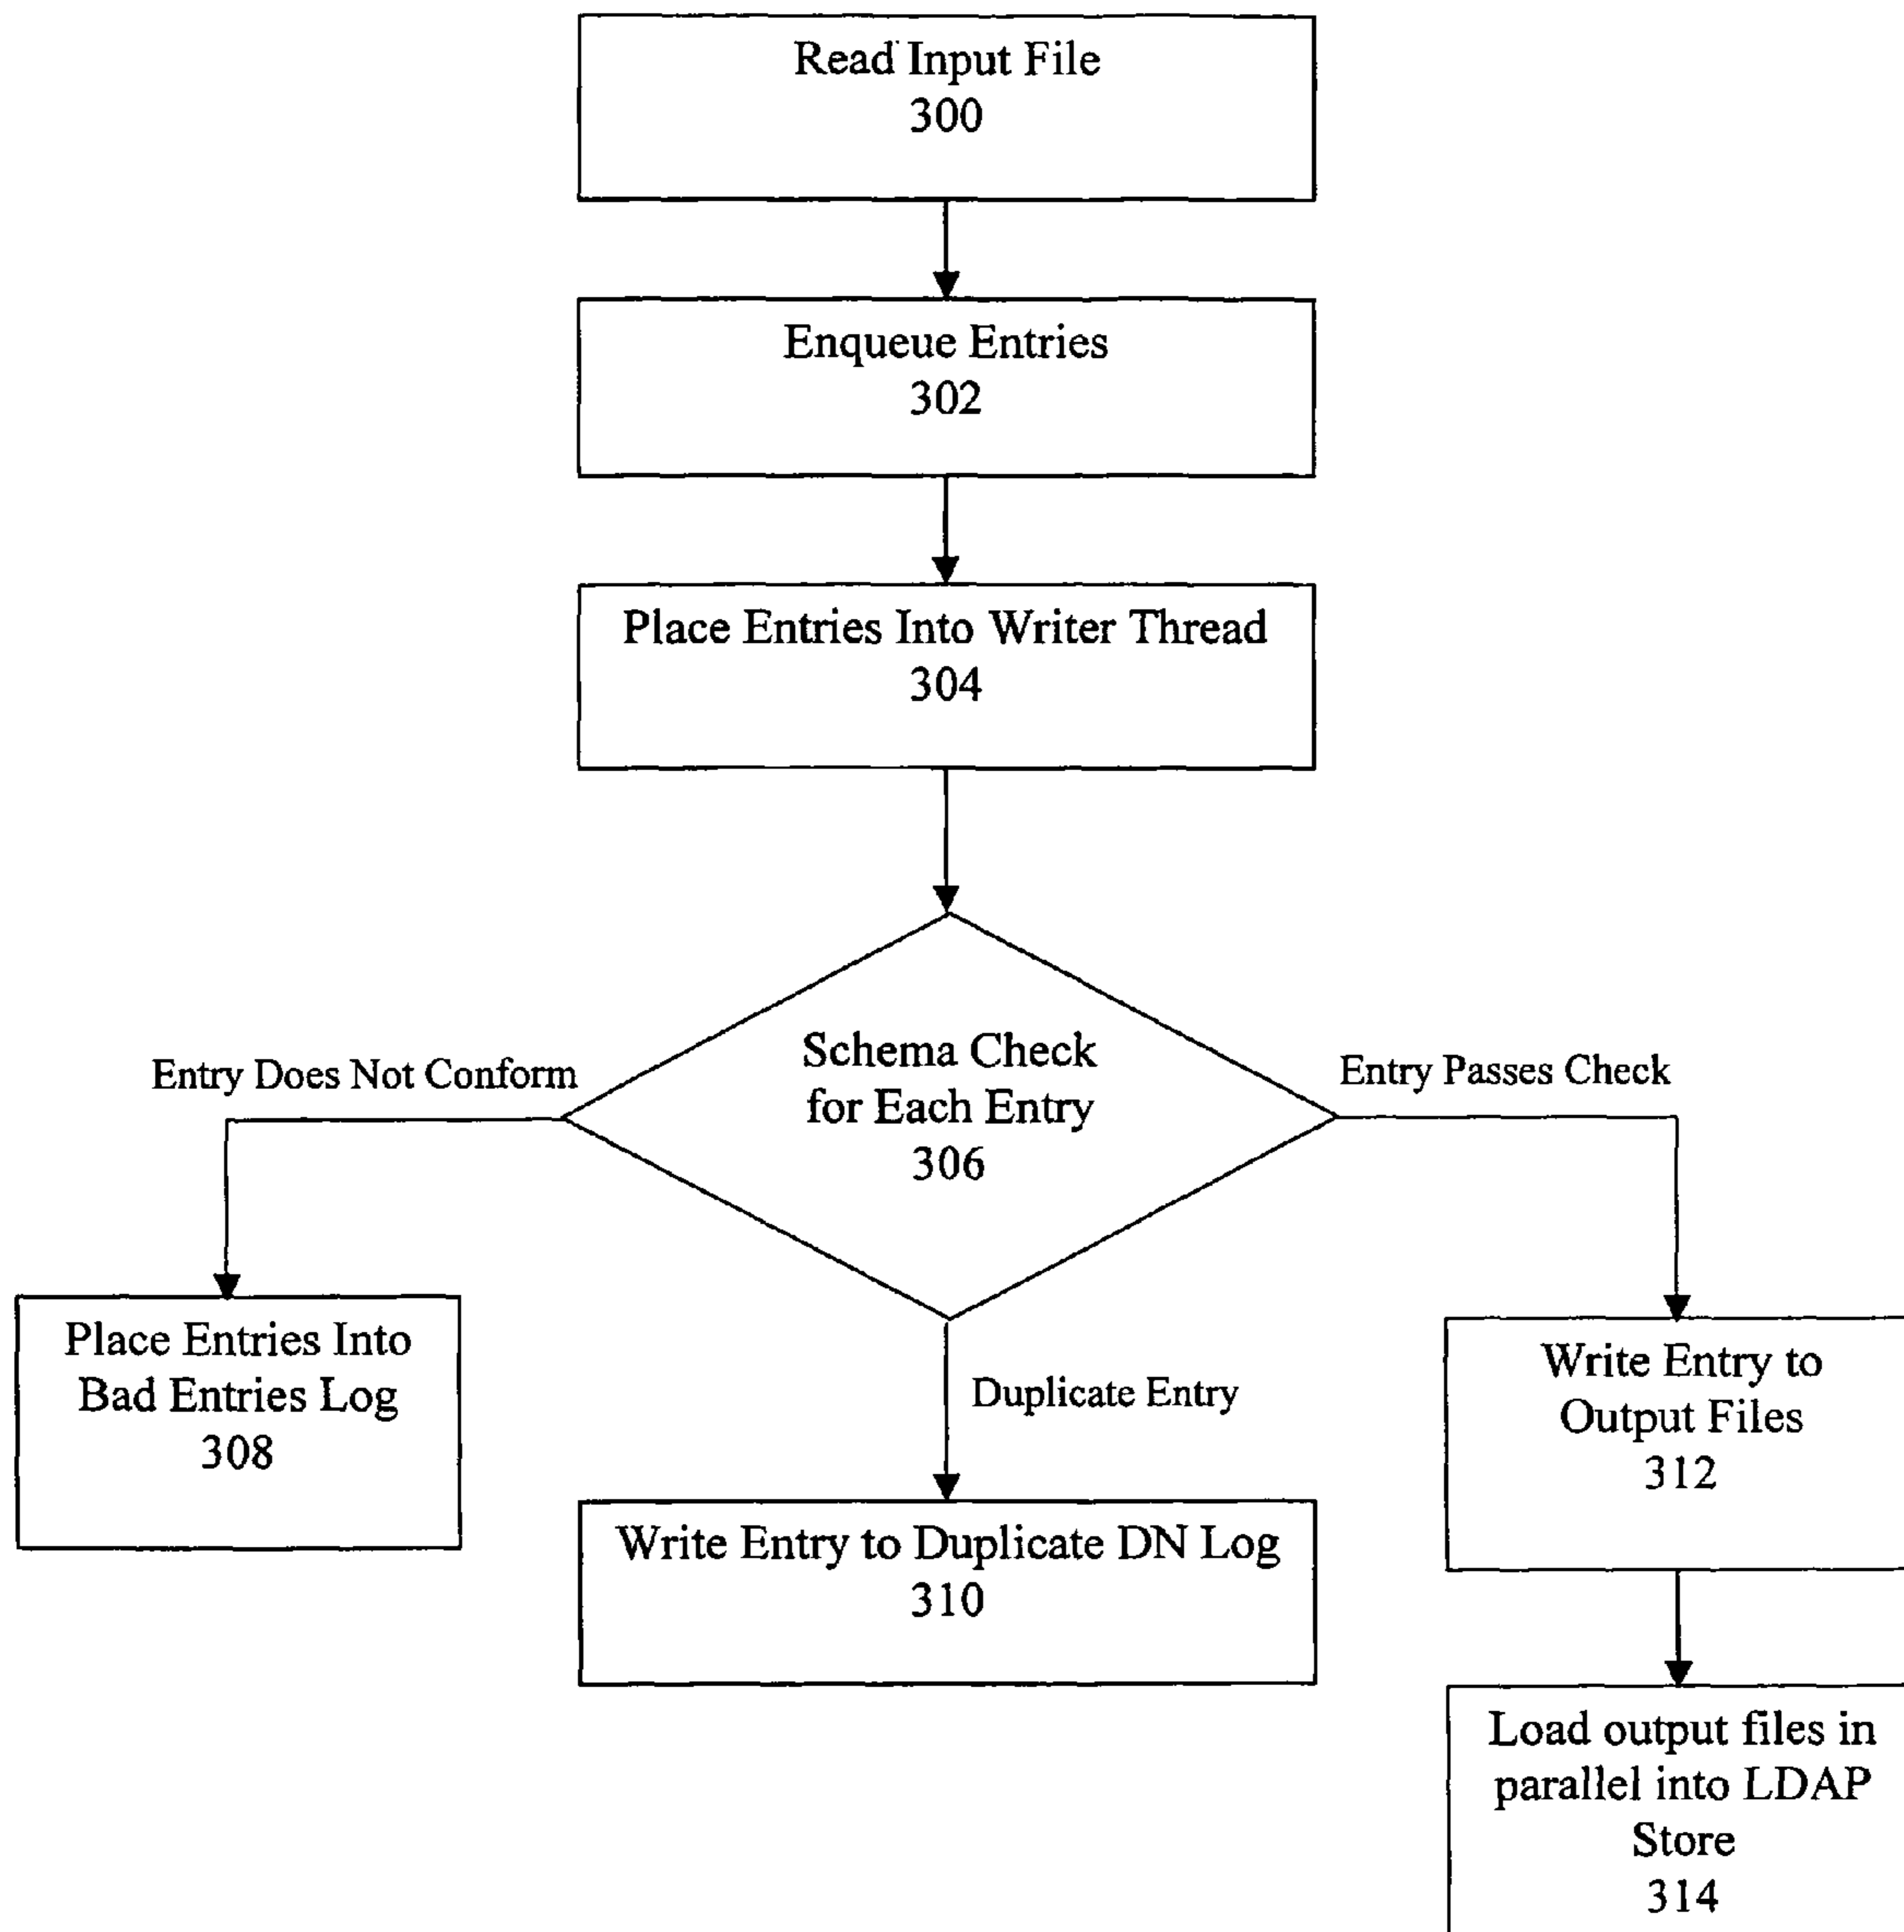 Read Input File
300
Enqueue Entries
302
Place Entries Into Writer Thread
304
Schema Check
for Each Entry
306
Entry Does Not Conform
Entry Passes Check
Place Entries Into
Bad Entries Log
308
Duplicate Entry
Write Entry to Duplicate DN Log
310
Write Entry to
Output Files
312
Load output files in
parallel into LDAP
Store
314